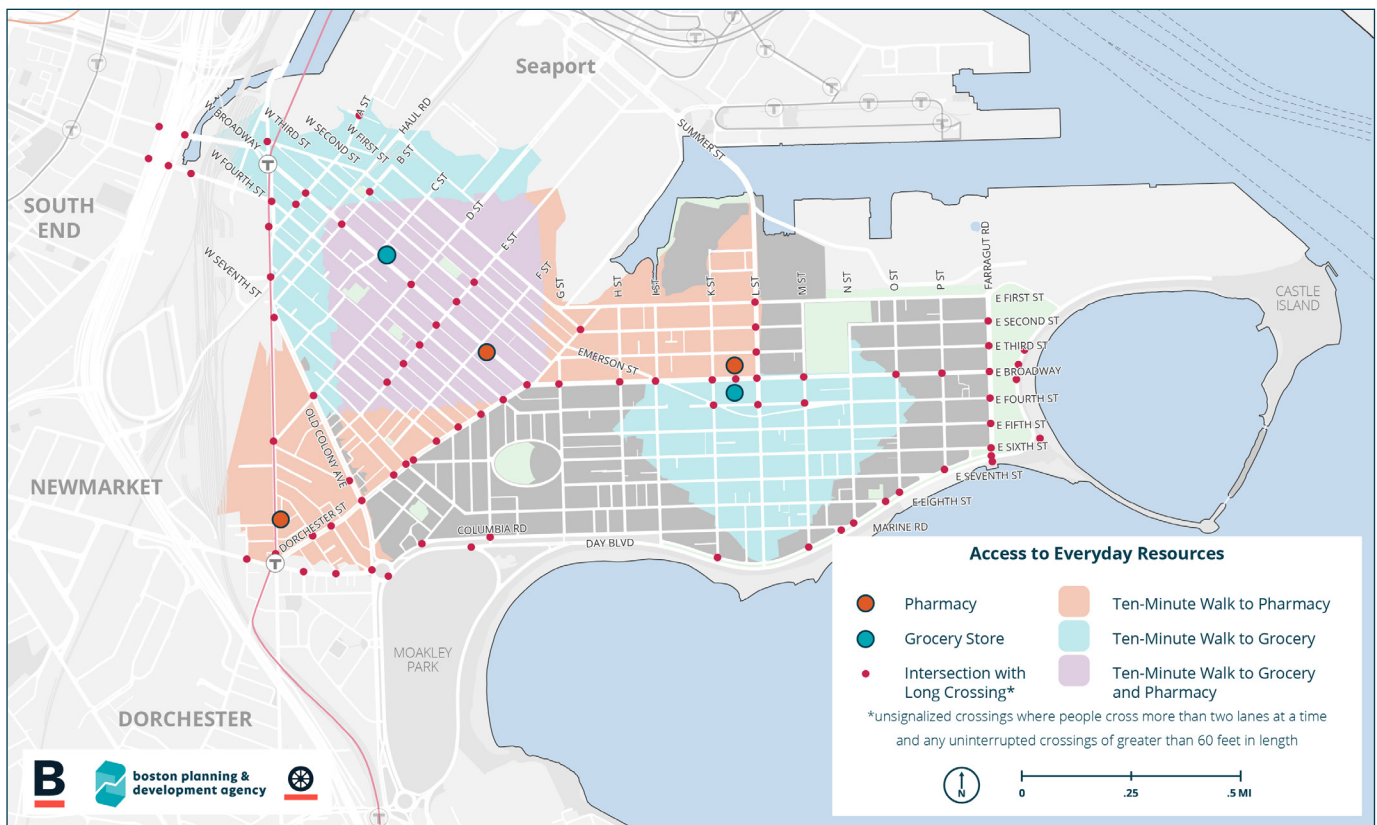 Seaport
SOUTH
END
NEWMARKET
DORCHESTER
MOAKLEY
PARK
CASTLE
ISLAND
W BROADWAY
W THIRD ST
W SECOND ST
W FIRST ST
A ST
HAUL RD
B ST
C ST
D ST
E ST
F ST
G ST
H ST
I ST
K ST
L ST
M ST
N ST
O ST
P ST
FARRAGUT RD
SUMMER ST
W FOURTH ST
W SEVENTH ST
OLD COLONY AVE
DORCHESTER ST
EMERSON ST
COLUMBIA RD
DAY BLVD
E FIRST ST
E SECOND ST
E THIRD ST
E BROADWAY
E FOURTH ST
E FIFTH ST
E SIXTH ST
E SEVENTH ST
E EIGHTH ST
MARINE RD
T
T
T
T
T
T
T
T
T
T
T
T
Access to Everyday Resources
Pharmacy
Grocery Store
Intersection with
Long Crossing*
Ten-Minute Walk to Pharmacy
Ten-Minute Walk to Grocery
Ten-Minute Walk to Grocery
and Pharmacy
*unsignalized crossings where people cross more than two lanes at a time
and any uninterrupted crossings of greater than 60 feet in length
N
0
.25
.5 MI
B
boston planning &
development agency